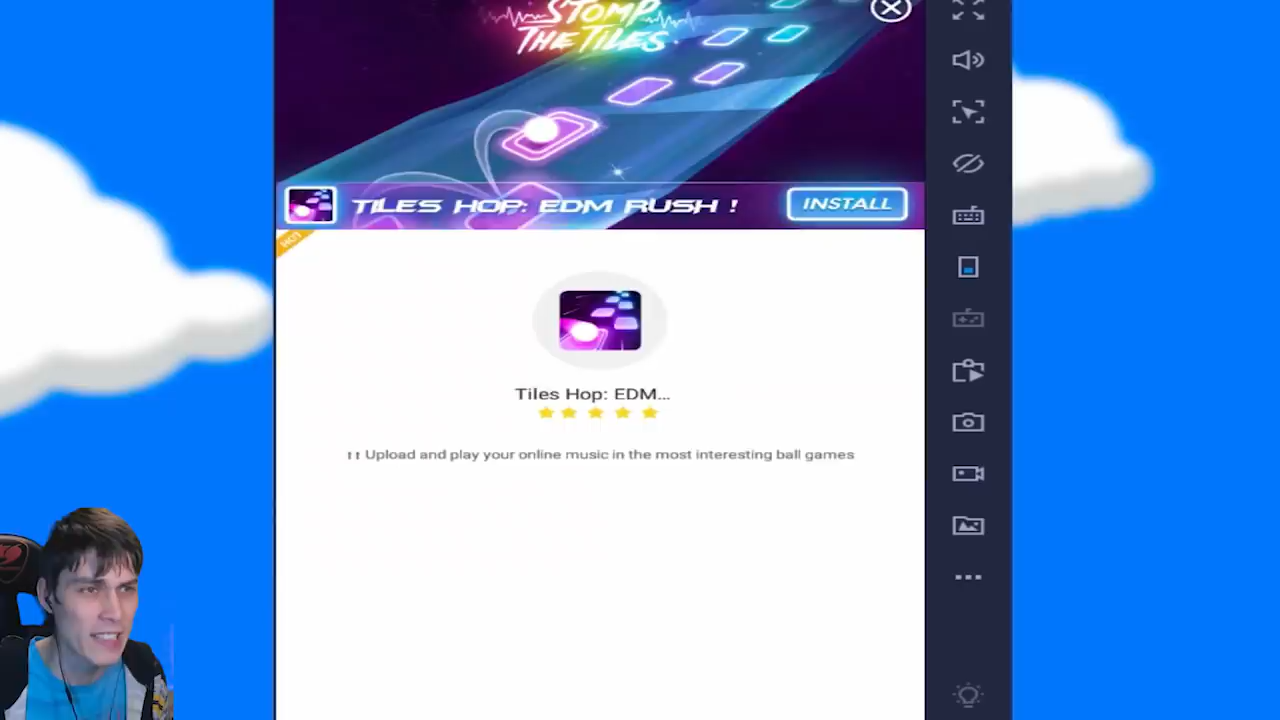 STOMP
THE TILES
TILES HOP: EDM RUSH !
INSTALL
HOT
Tiles Hop: EDM...
Upload and play your online music in the most interesting ball games